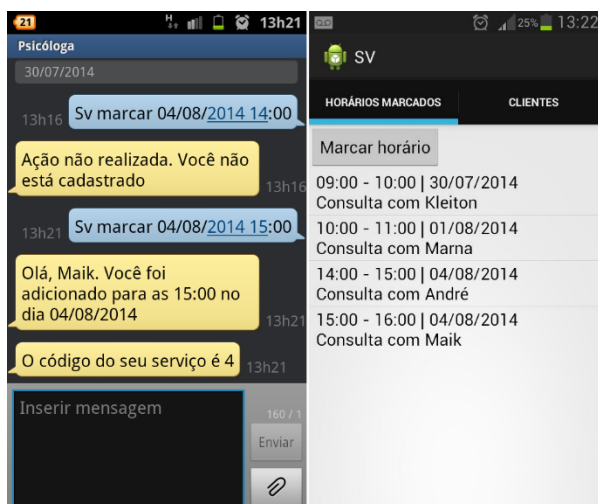 21
H
13h21
Psicóloga
30/07/2014
Sv marcar 04/08/2014 14:00
13h16
Ação não realizada. Você não
está cadastrado
13h16
Sv marcar 04/08/2014 15:00
13h21
Olá, Maik. Você foi
adicionado para as 15:00 no
dia 04/08/2014
13h21
O código do seu serviço é 4
13h21
Inserir mensagem
160 / 1
Enviar
25%
13:22
SV
HORÁRIOS MARCADOS
CLIENTES
Marcar horário
09:00 - 10:00 | 30/07/2014
Consulta com Kleiton
10:00 - 11:00 | 01/08/2014
Consulta com Marna
14:00 - 15:00 | 04/08/2014
Consulta com André
15:00 - 16:00 | 04/08/2014
Consulta com Maik